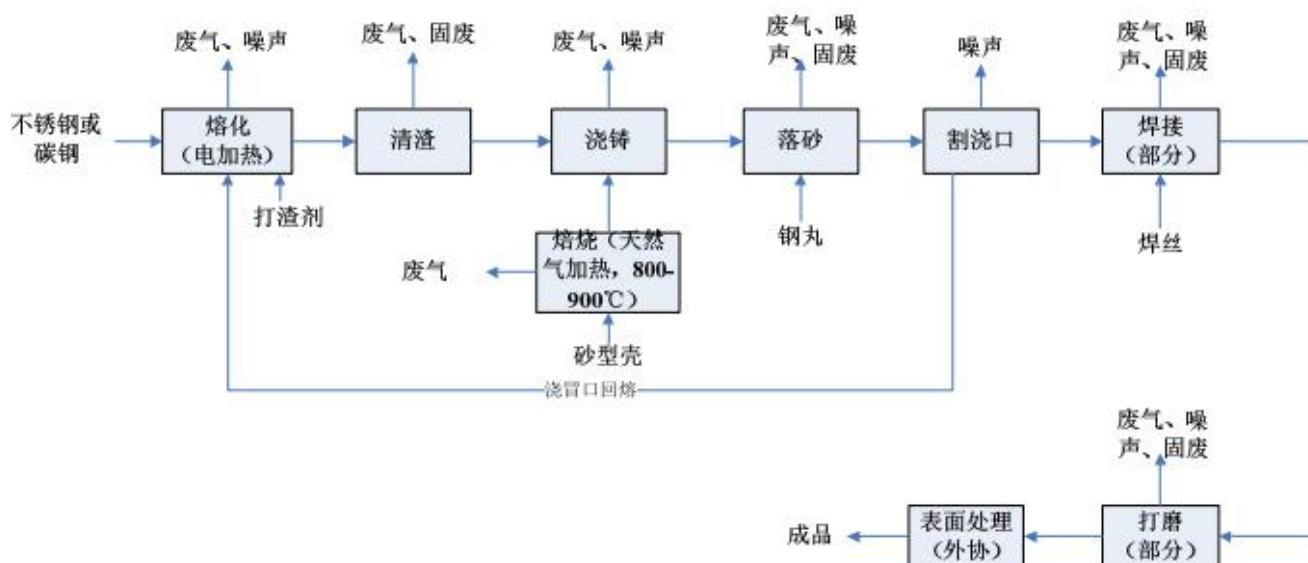 废气、噪声
废气、固废
废气、噪声
废气、噪
声、固废
噪声
废气、噪
声、固废
不锈钢或
碳钢
熔化
（电加热）
清渣
浇铸
落砂
割浇口
焊接
（部分）
打渣剂
钢丸
焊丝
废气
焙烧（天然
气加热，800-
900℃）
砂型壳
浇冒口回熔
废气、噪
声、固废
成品
表面处理
（外协）
打磨
（部分）